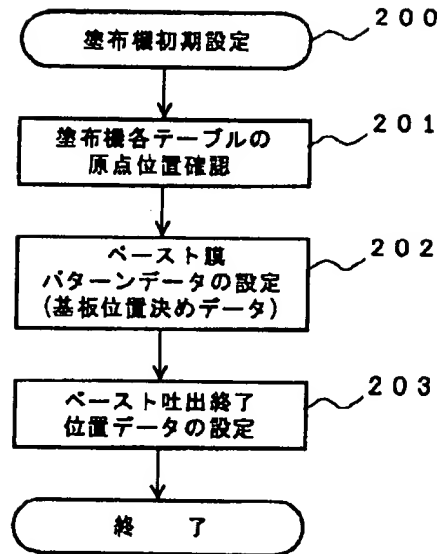 塗布機初期設定
200
塗布機各テーブルの
原点位置確認
201
ペースト膜
パターンデータの設定
(基板位置決めデータ)
202
ペースト吐出終了
位置データの設定
203
終 了